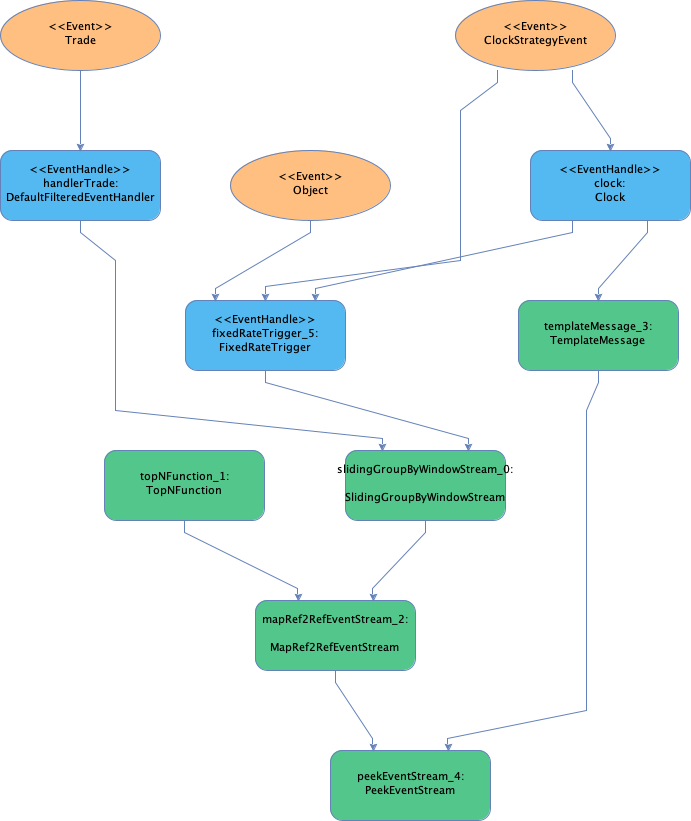 <<Event>>
Trade
<<Event>>
ClockStrategyEvent
<<EventHandle>>
handlerTrade:
DefaultFilteredEventHandler
<<Event>>
Object
<<EventHandle>>
clock:
Clock
<<EventHandle>>
fixedRateTrigger_5:
FixedRateTrigger
templateMessage_3:
TemplateMessage
topNFunction_1:
TopNFunction
slidingGroupByWindowStream_0:
SlidingGroupByWindowStream
mapRef2RefEventStream_2:
MapRef2RefEventStream
peekEventStream_4:
PeekEventStream